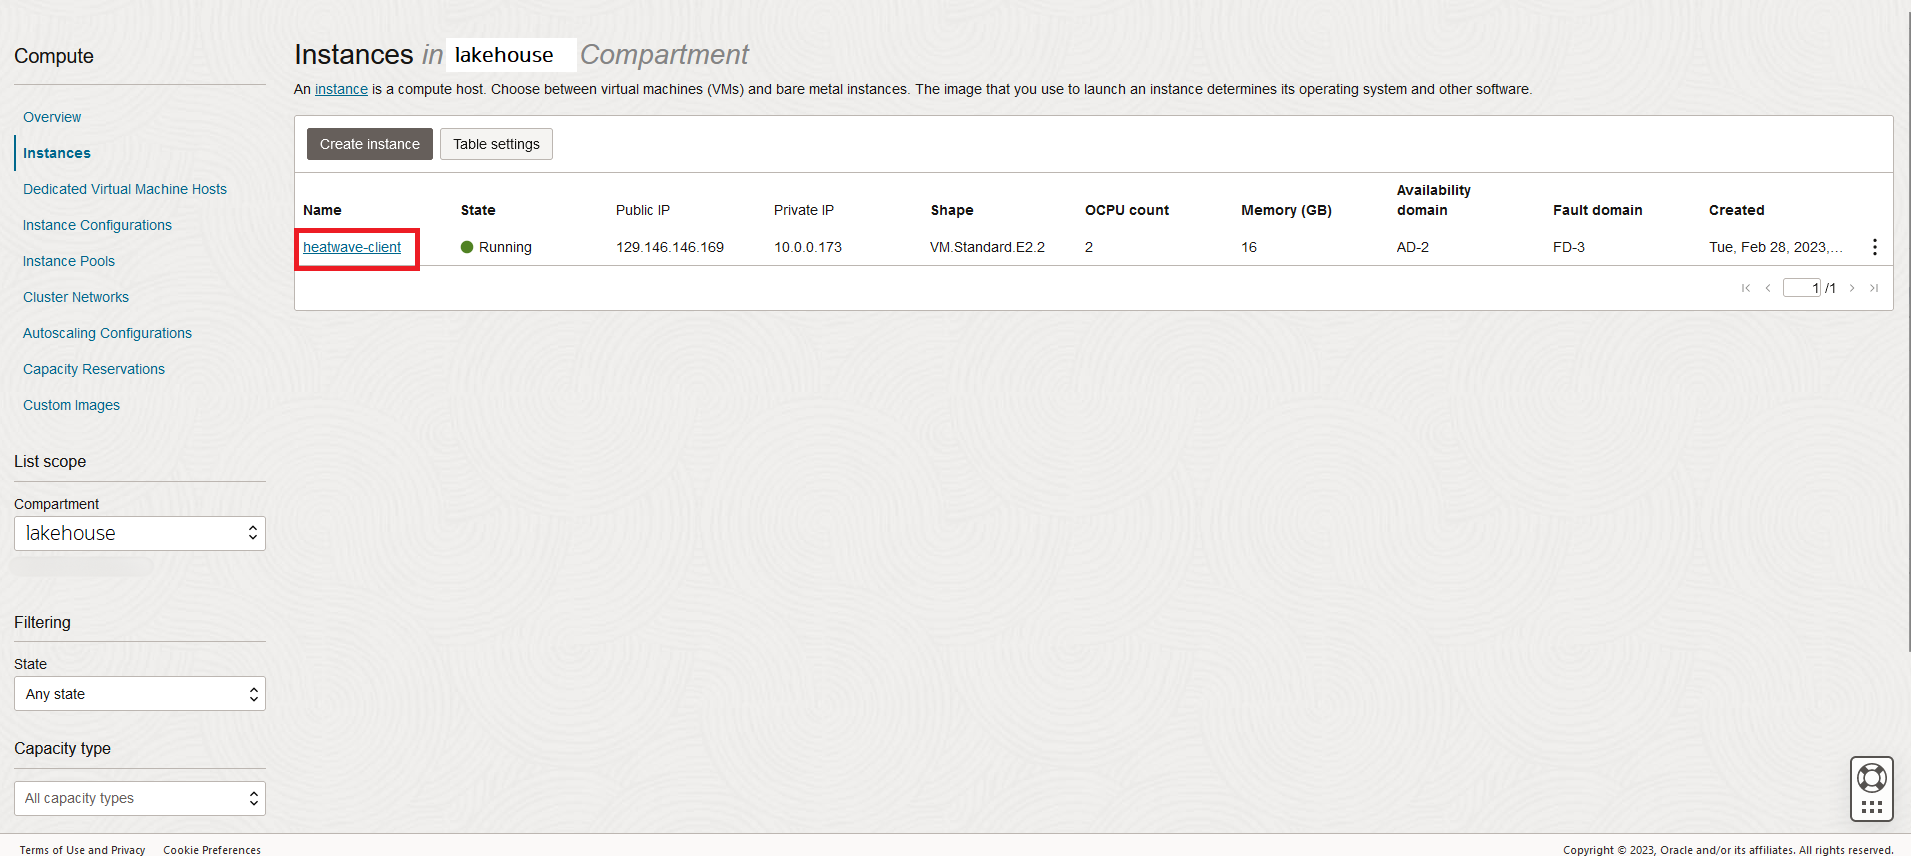 Compute
Overview
Instances
Dedicated Virtual Machine Hosts
Instance Configurations
Instance Pools
Cluster Networks
Autoscaling Configurations
Capacity Reservations
Custom Images
List scope
Compartment
lakehouse
Filtering
State
Any state
Capacity type
All capacity types
Instances in lakehouse Compartment
An instance is a compute host. Choose between virtual machines (VMs) and bare metal instances. The image that you use to launch an instance determines its operating system and other software.
Create instance Table settings
Name State Public IP Private IP Shape OCPU count Memory (GB) Availability domain Fault domain Created
heatwave-client Running 129.146.146.169 10.0.0.173 VM.Standard.E2.2 2 16 AD-2 FD-3 Tue, Feb 28, 2023,...
1 /1
Terms of Use and Privacy Cookie Preferences
Copyright © 2023, Oracle and/or its affiliates. All rights reserved.